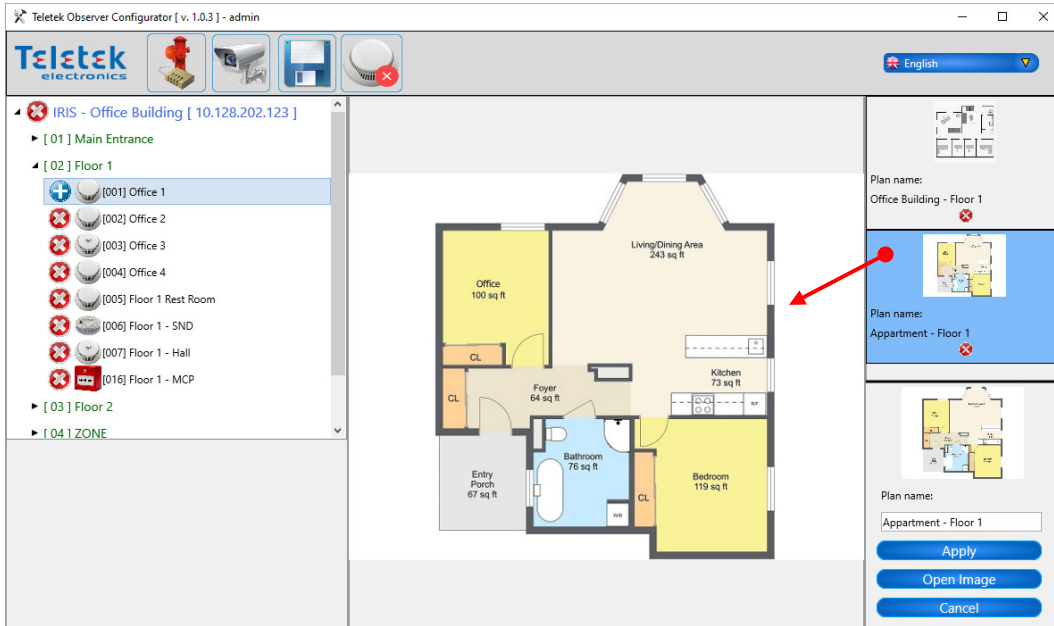 Teletek Observer Configurator [ v. 1.0.3 ] - admin
Teletek
electronics
English
IRIS - Office Building [ 10.128.202.123 ]
[ 01 ] Main Entrance
[ 02 ] Floor 1
[001] Office 1
[002] Office 2
[003] Office 3
[004] Office 4
[005] Floor 1 Rest Room
[006] Floor 1 - SND
[007] Floor 1 - Hall
[016] Floor 1 - MCP
[ 03 ] Floor 2
[ 04 ] ZONE
Living/Dining Area
243 sq ft
Office
100 sq ft
CL
Kitchen
73 sq ft
Foyer
64 sq ft
CL
Bathroom
76 sq ft
Entry
Porch
67 sq ft
CL
Bedroom
119 sq ft
Plan name:
Office Building - Floor 1
Plan name:
Appartment - Floor 1
Plan name:
Appartment - Floor 1
Apply
Open Image
Cancel